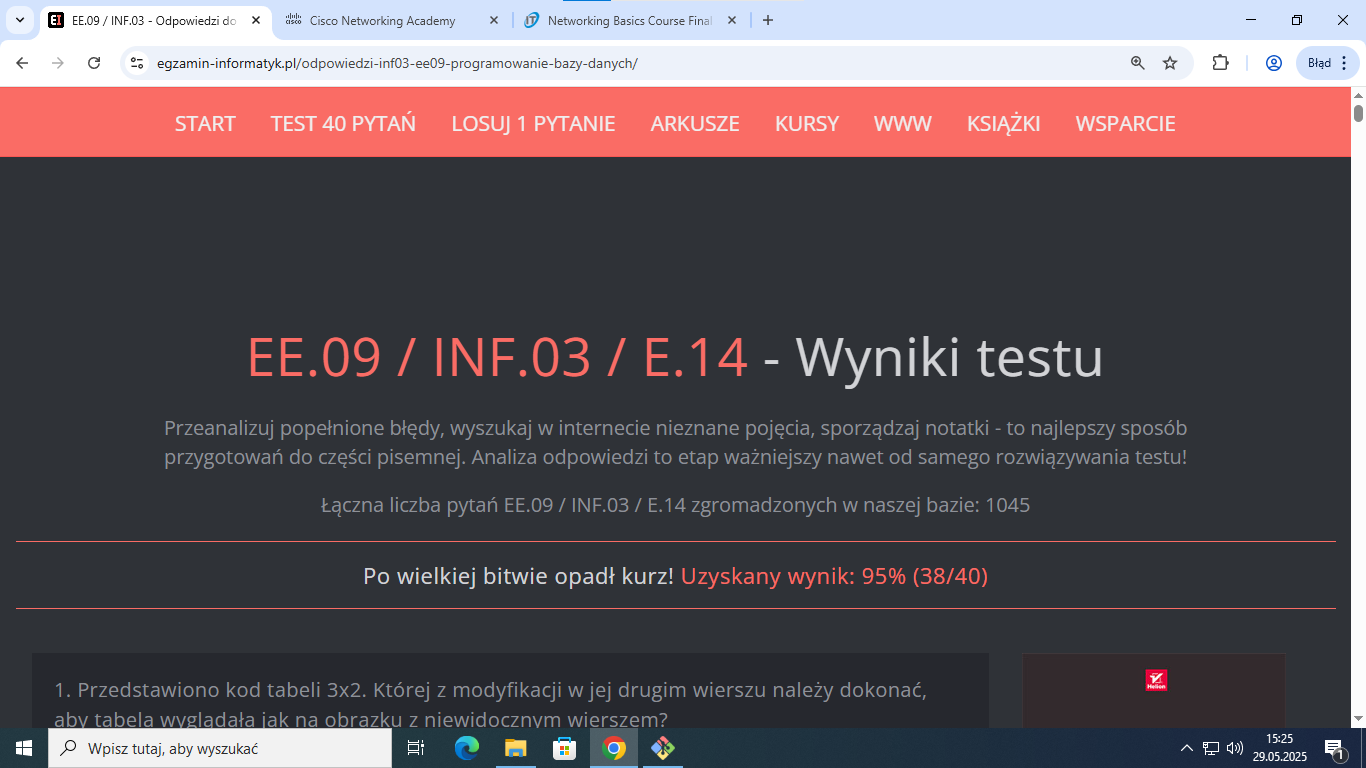 EE.09 / INF.03 - Odpowiedzi do
Cisco Networking Academy
Networking Basics Course Final
egzamin-informatyk.pl/odpowiedzi-inf03-ee09-programowanie-bazy-danych/
Błąd
START TEST 40 PYTAŃ LOSUJ 1 PYTANIE ARKUSZE KURSY WWW KSIĄŻKI WSPARCIE
EE.09 / INF.03 / E.14 - Wyniki testu
Przeanalizuj popełnione błędy, wyszukaj w internecie nieznane pojęcia, sporządzaj notatki - to najlepszy sposób
przygotowań do części pisemnej. Analiza odpowiedzi to etap ważniejszy nawet od samego rozwiązywania testu!
Łączna liczba pytań EE.09 / INF.03 / E.14 zgromadzonych w naszej bazie: 1045
Po wielkiej bitwie opadł kurz! Uzyskany wynik: 95% (38/40)
1. Przedstawiono kod tabeli 3x2. Której z modyfikacji w jej drugim wierszu należy dokonać,
aby tabela wyglądała jak na obrazku z niewidocznym wierszem?
Helion
Wpisz tutaj, aby wyszukać
15:25
29.05.2025
1